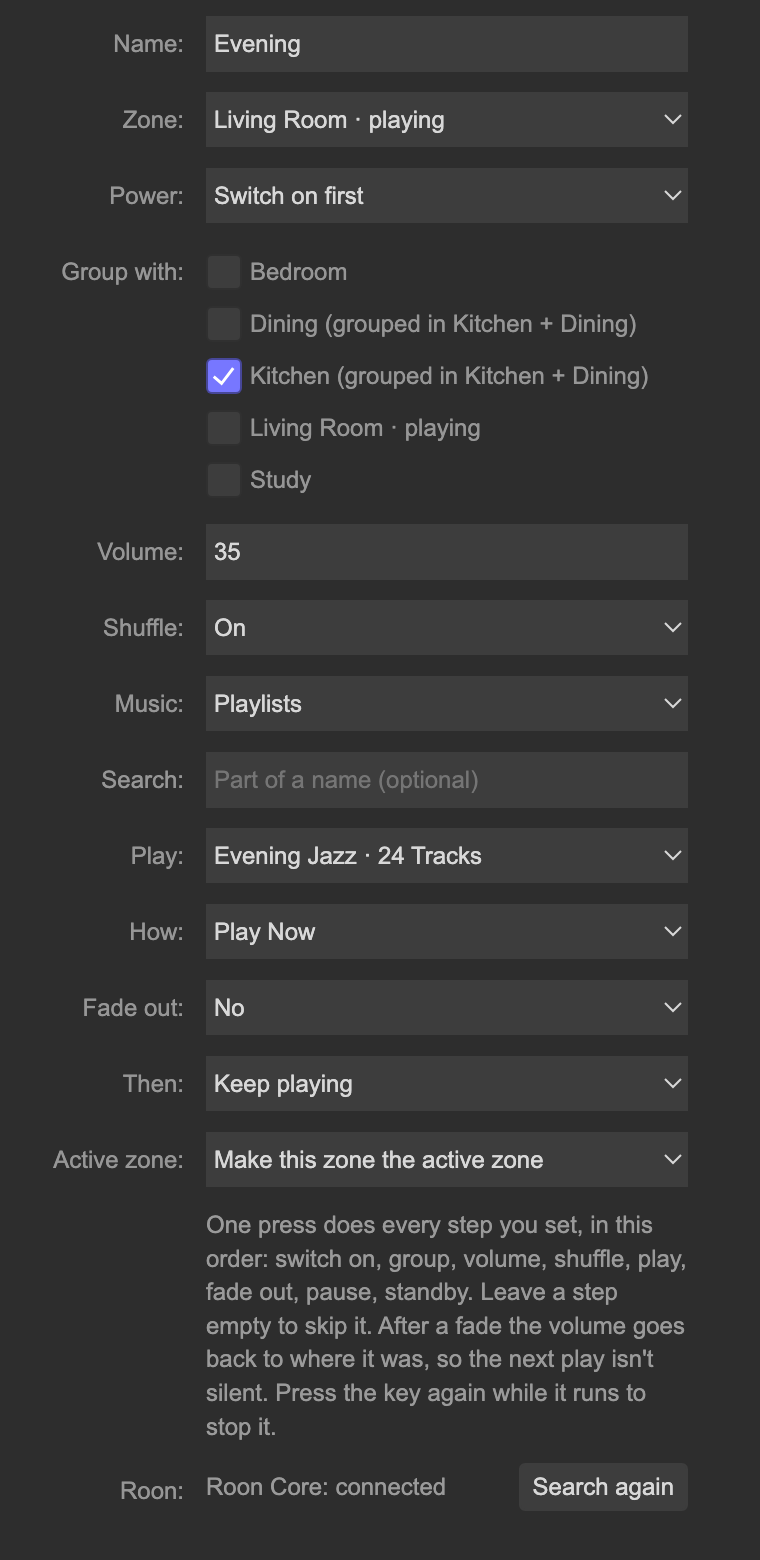 Name: Evening
Zone: Living Room · playing
Power: Switch on first
Group with: Bedroom
Dining (grouped in Kitchen + Dining)
Kitchen (grouped in Kitchen + Dining)
Living Room · playing
Study
Volume: 35
Shuffle: On
Music: Playlists
Search: Part of a name (optional)
Play: Evening Jazz · 24 Tracks
How: Play Now
Fade out: No
Then: Keep playing
Active zone: Make this zone the active zone
One press does every step you set, in this
order: switch on, group, volume, shuffle, play,
fade out, pause, standby. Leave a step
empty to skip it. After a fade the volume goes
back to where it was, so the next play isn't
silent. Press the key again while it runs to
stop it.
Roon: Roon Core: connected Search again